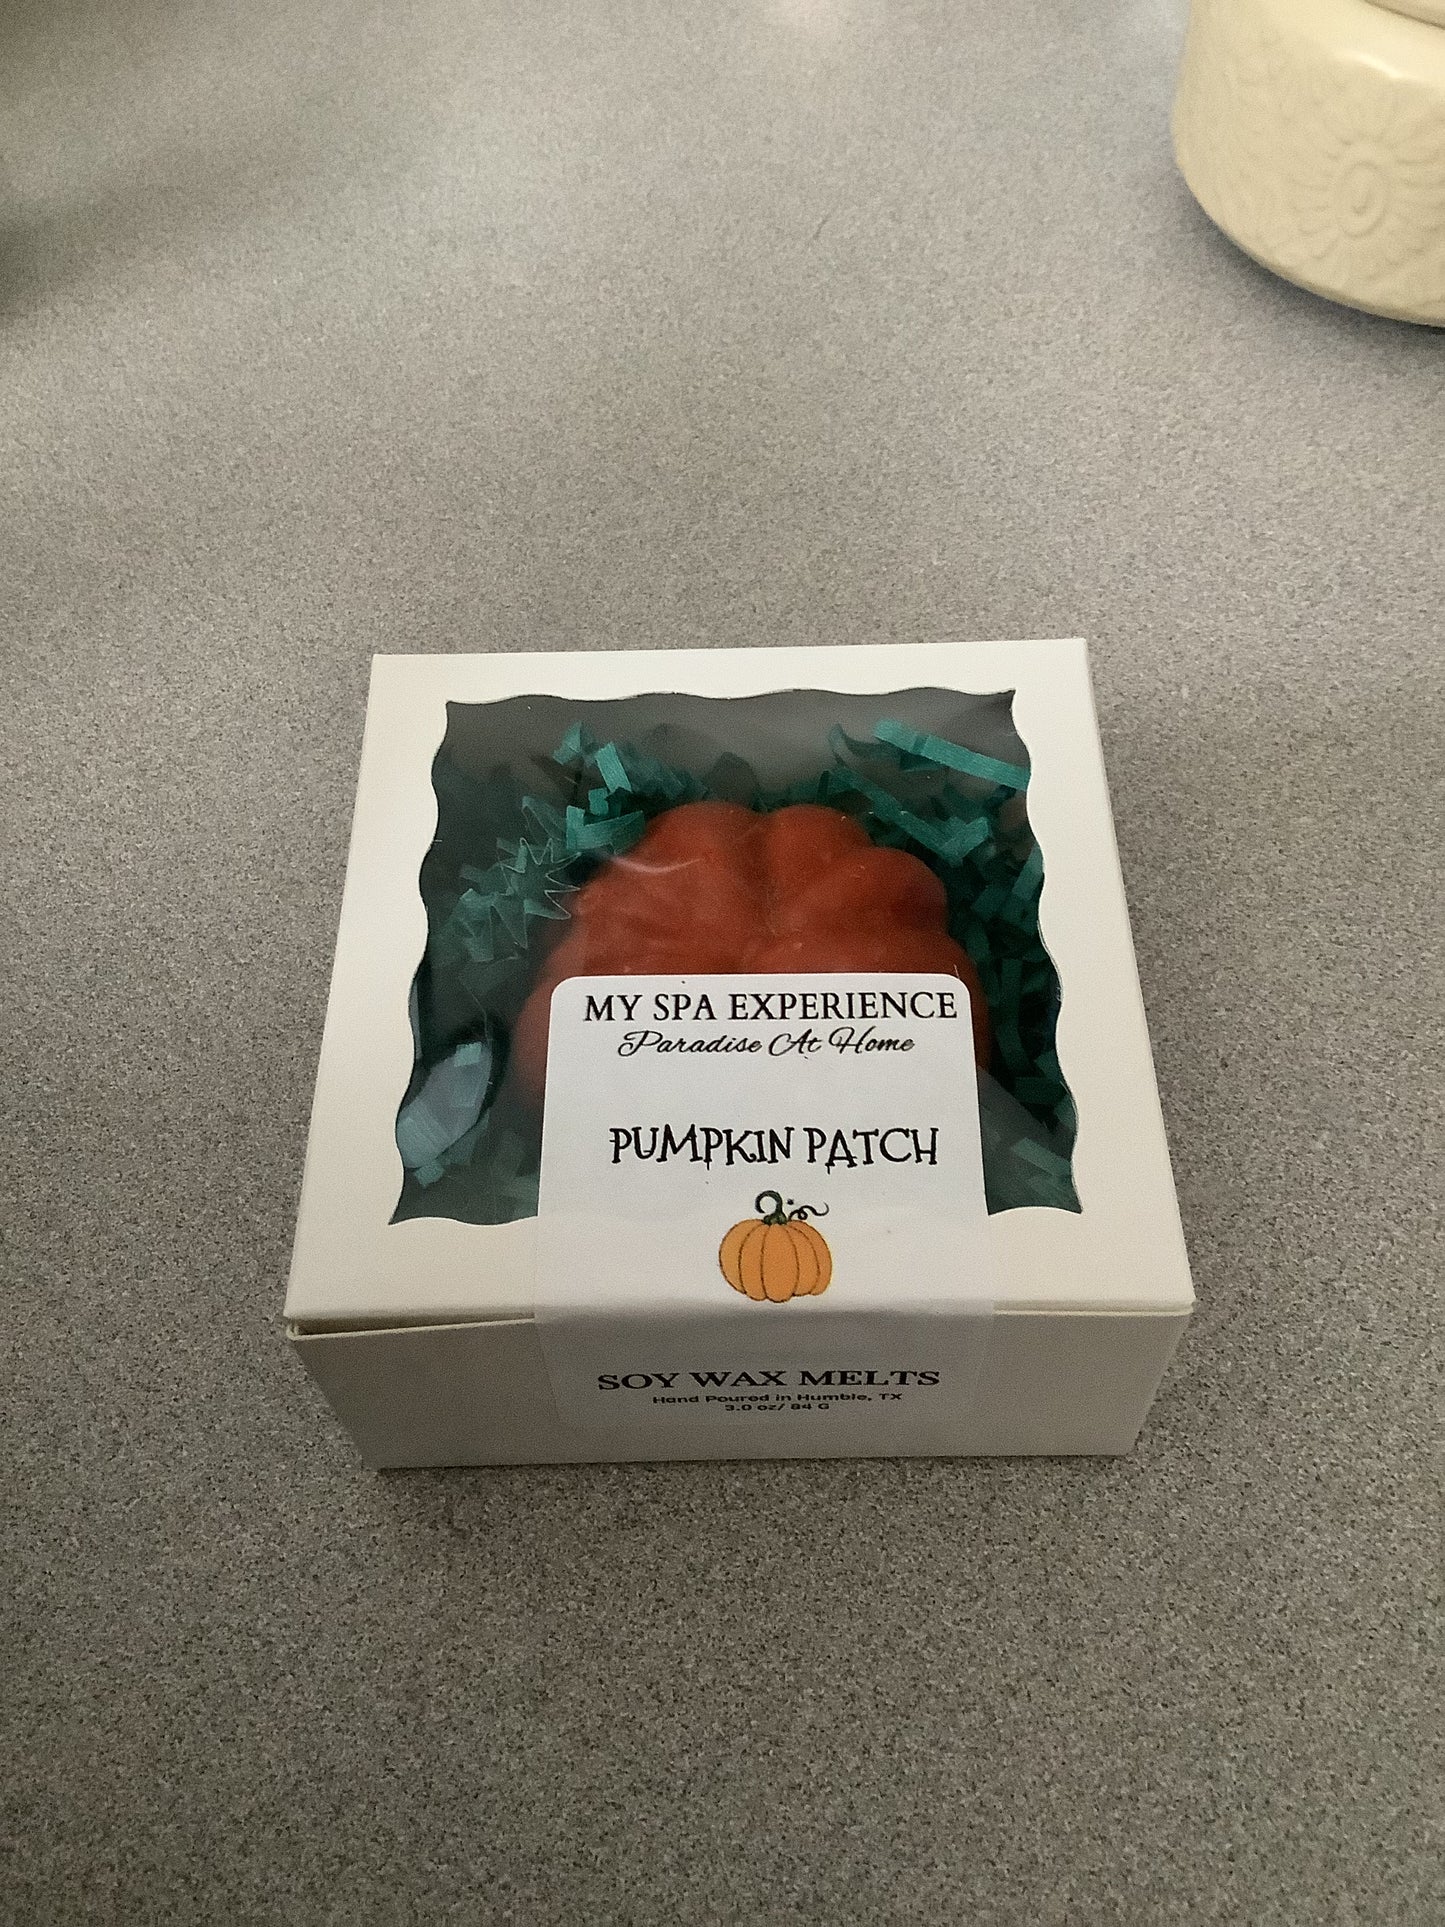 MY SPA EXPERIENCE
Paradise At Home
PUMPKIN PATCH
SOY WAX MELTS
Hand Poured in Humble, TX
3.0 oz/ 84 G